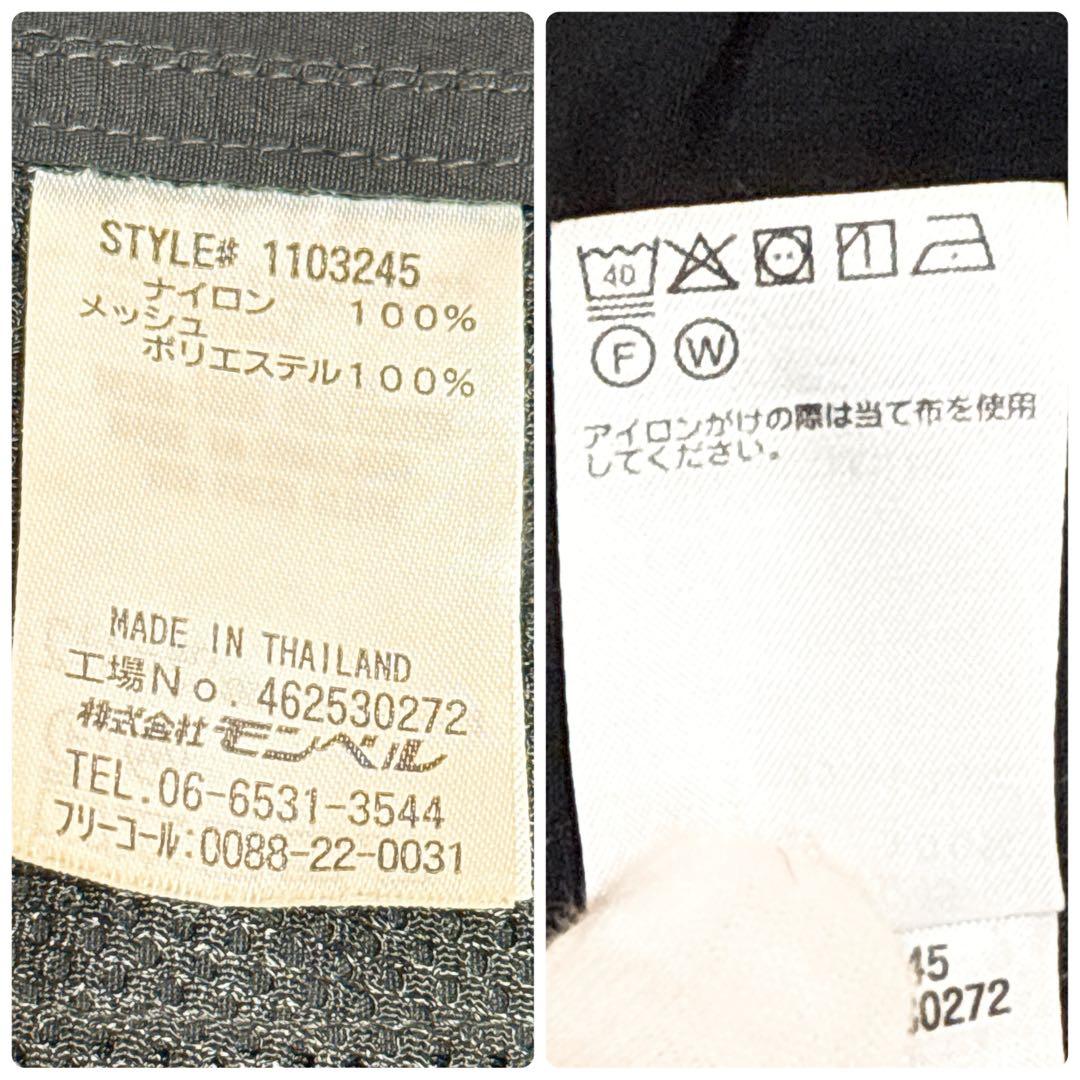 STYLE# 1103245
ナイロン 100%
メッシュ
ポリエステル100%
MADE IN THAILAND
工場No.462530272
株式会社モンベル
TEL.06-6531-3544
フリーコール:0088-22-0031
40
F W
アイロンがけの際は当て布を使用
してください。
45
0272